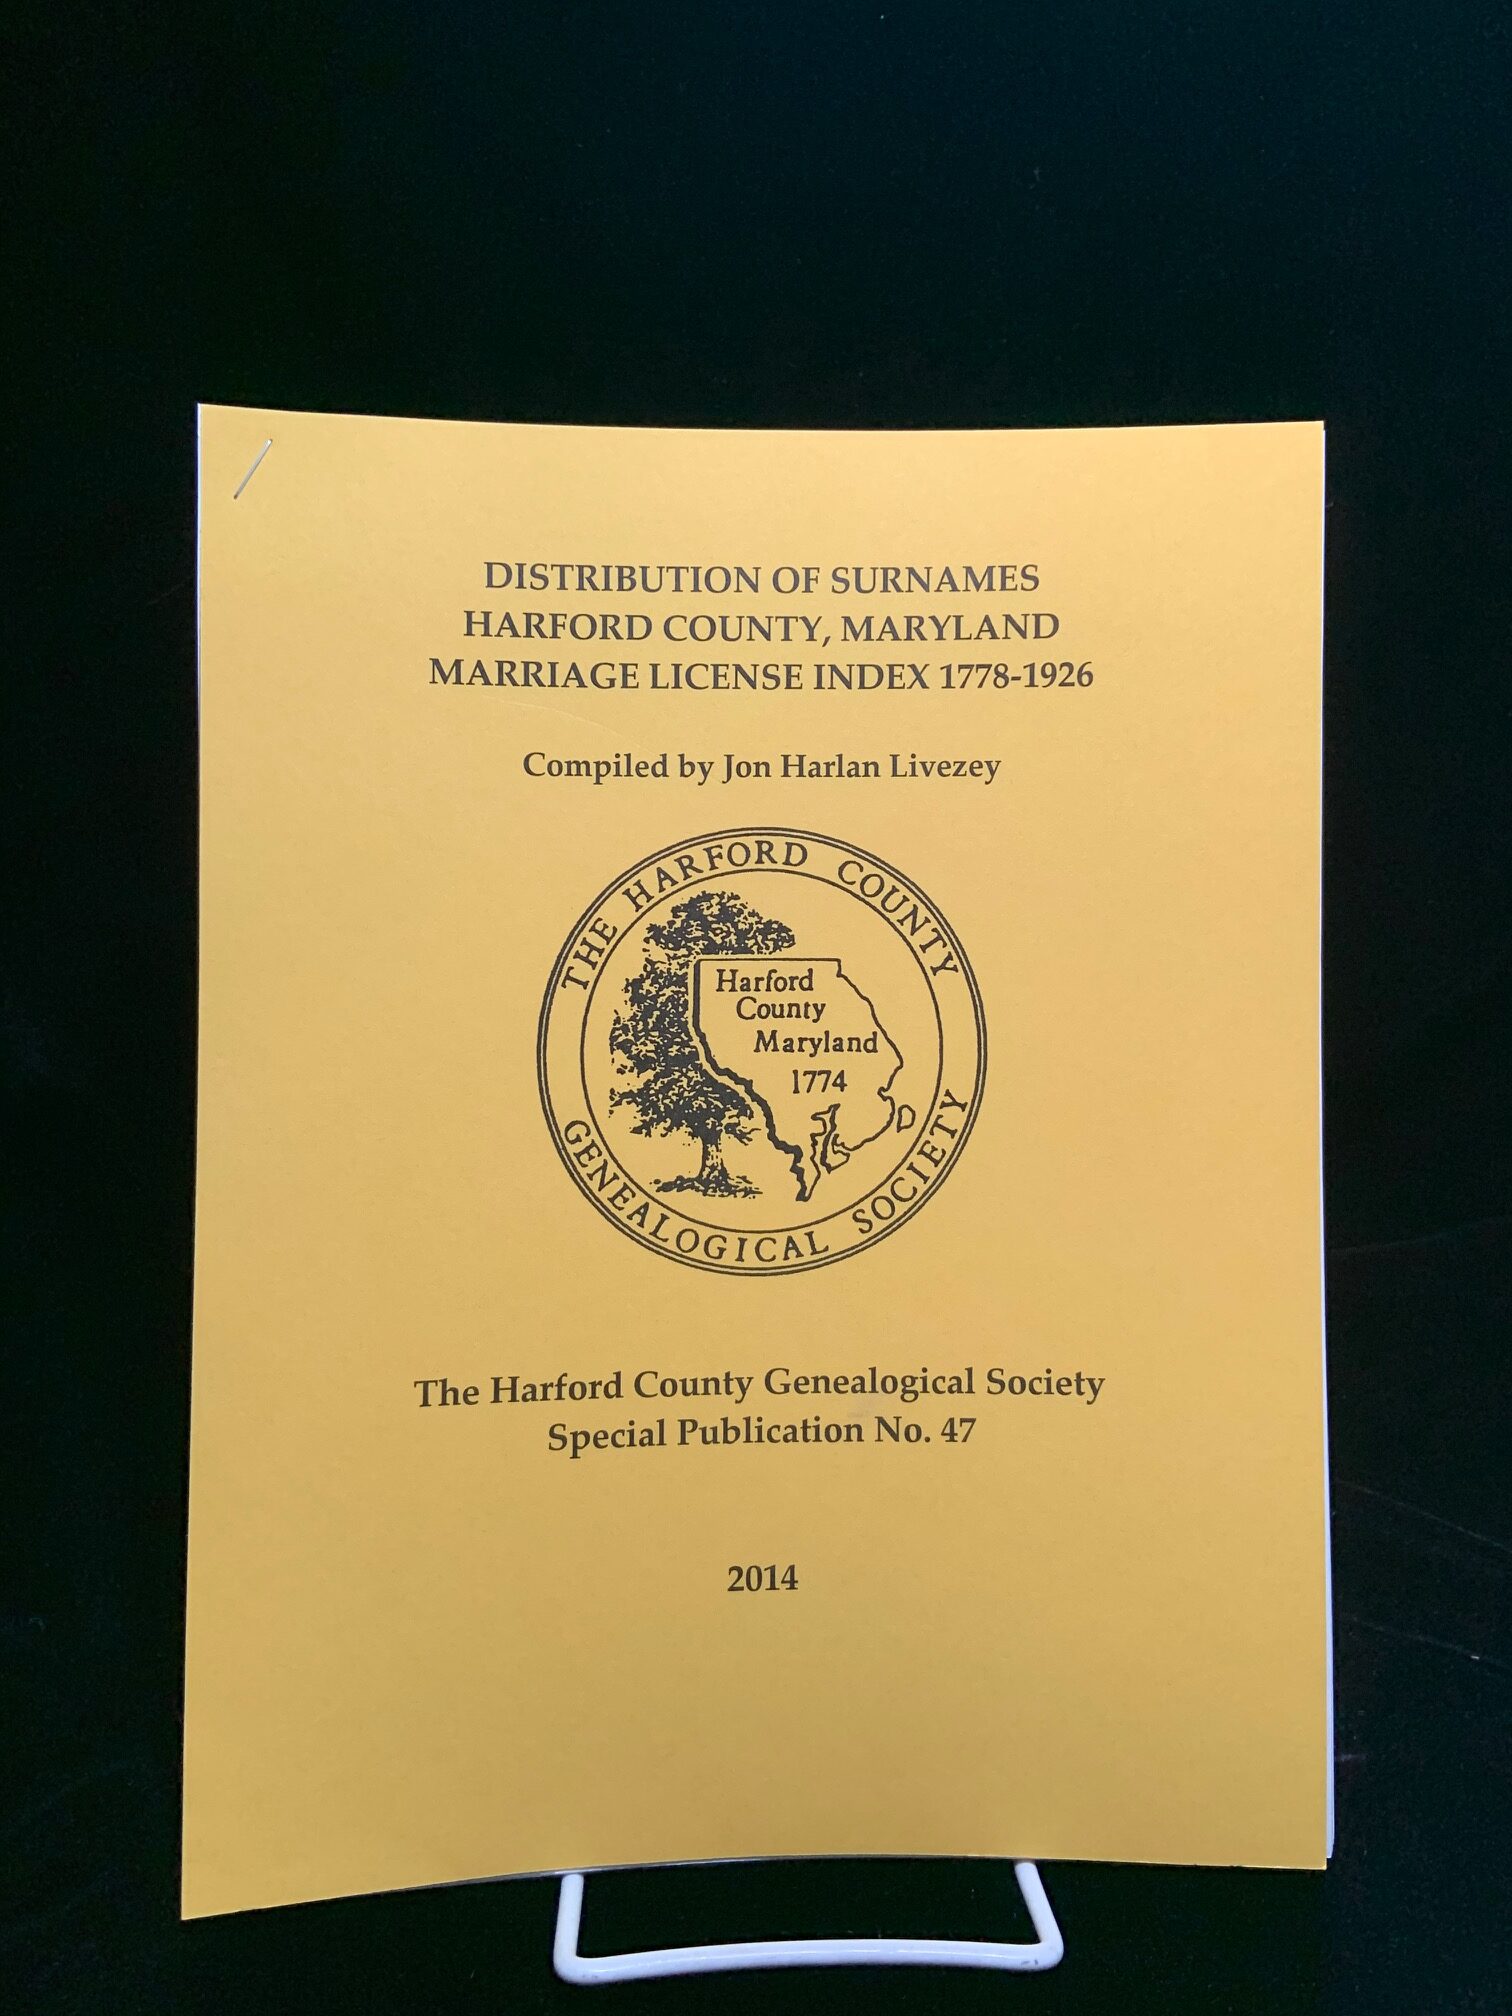 DISTRIBUTION OF SURNAMES
HARFORD COUNTY, MARYLAND
MARRIAGE LICENSE INDEX 1778-1926
Compiled by Jon Harlan Livezey
THE HARFORD COUNTY
Harford
County
Maryland
1774
GENEALOGICAL SOCIETY
The Harford County Genealogical Society
Special Publication No. 47
2014